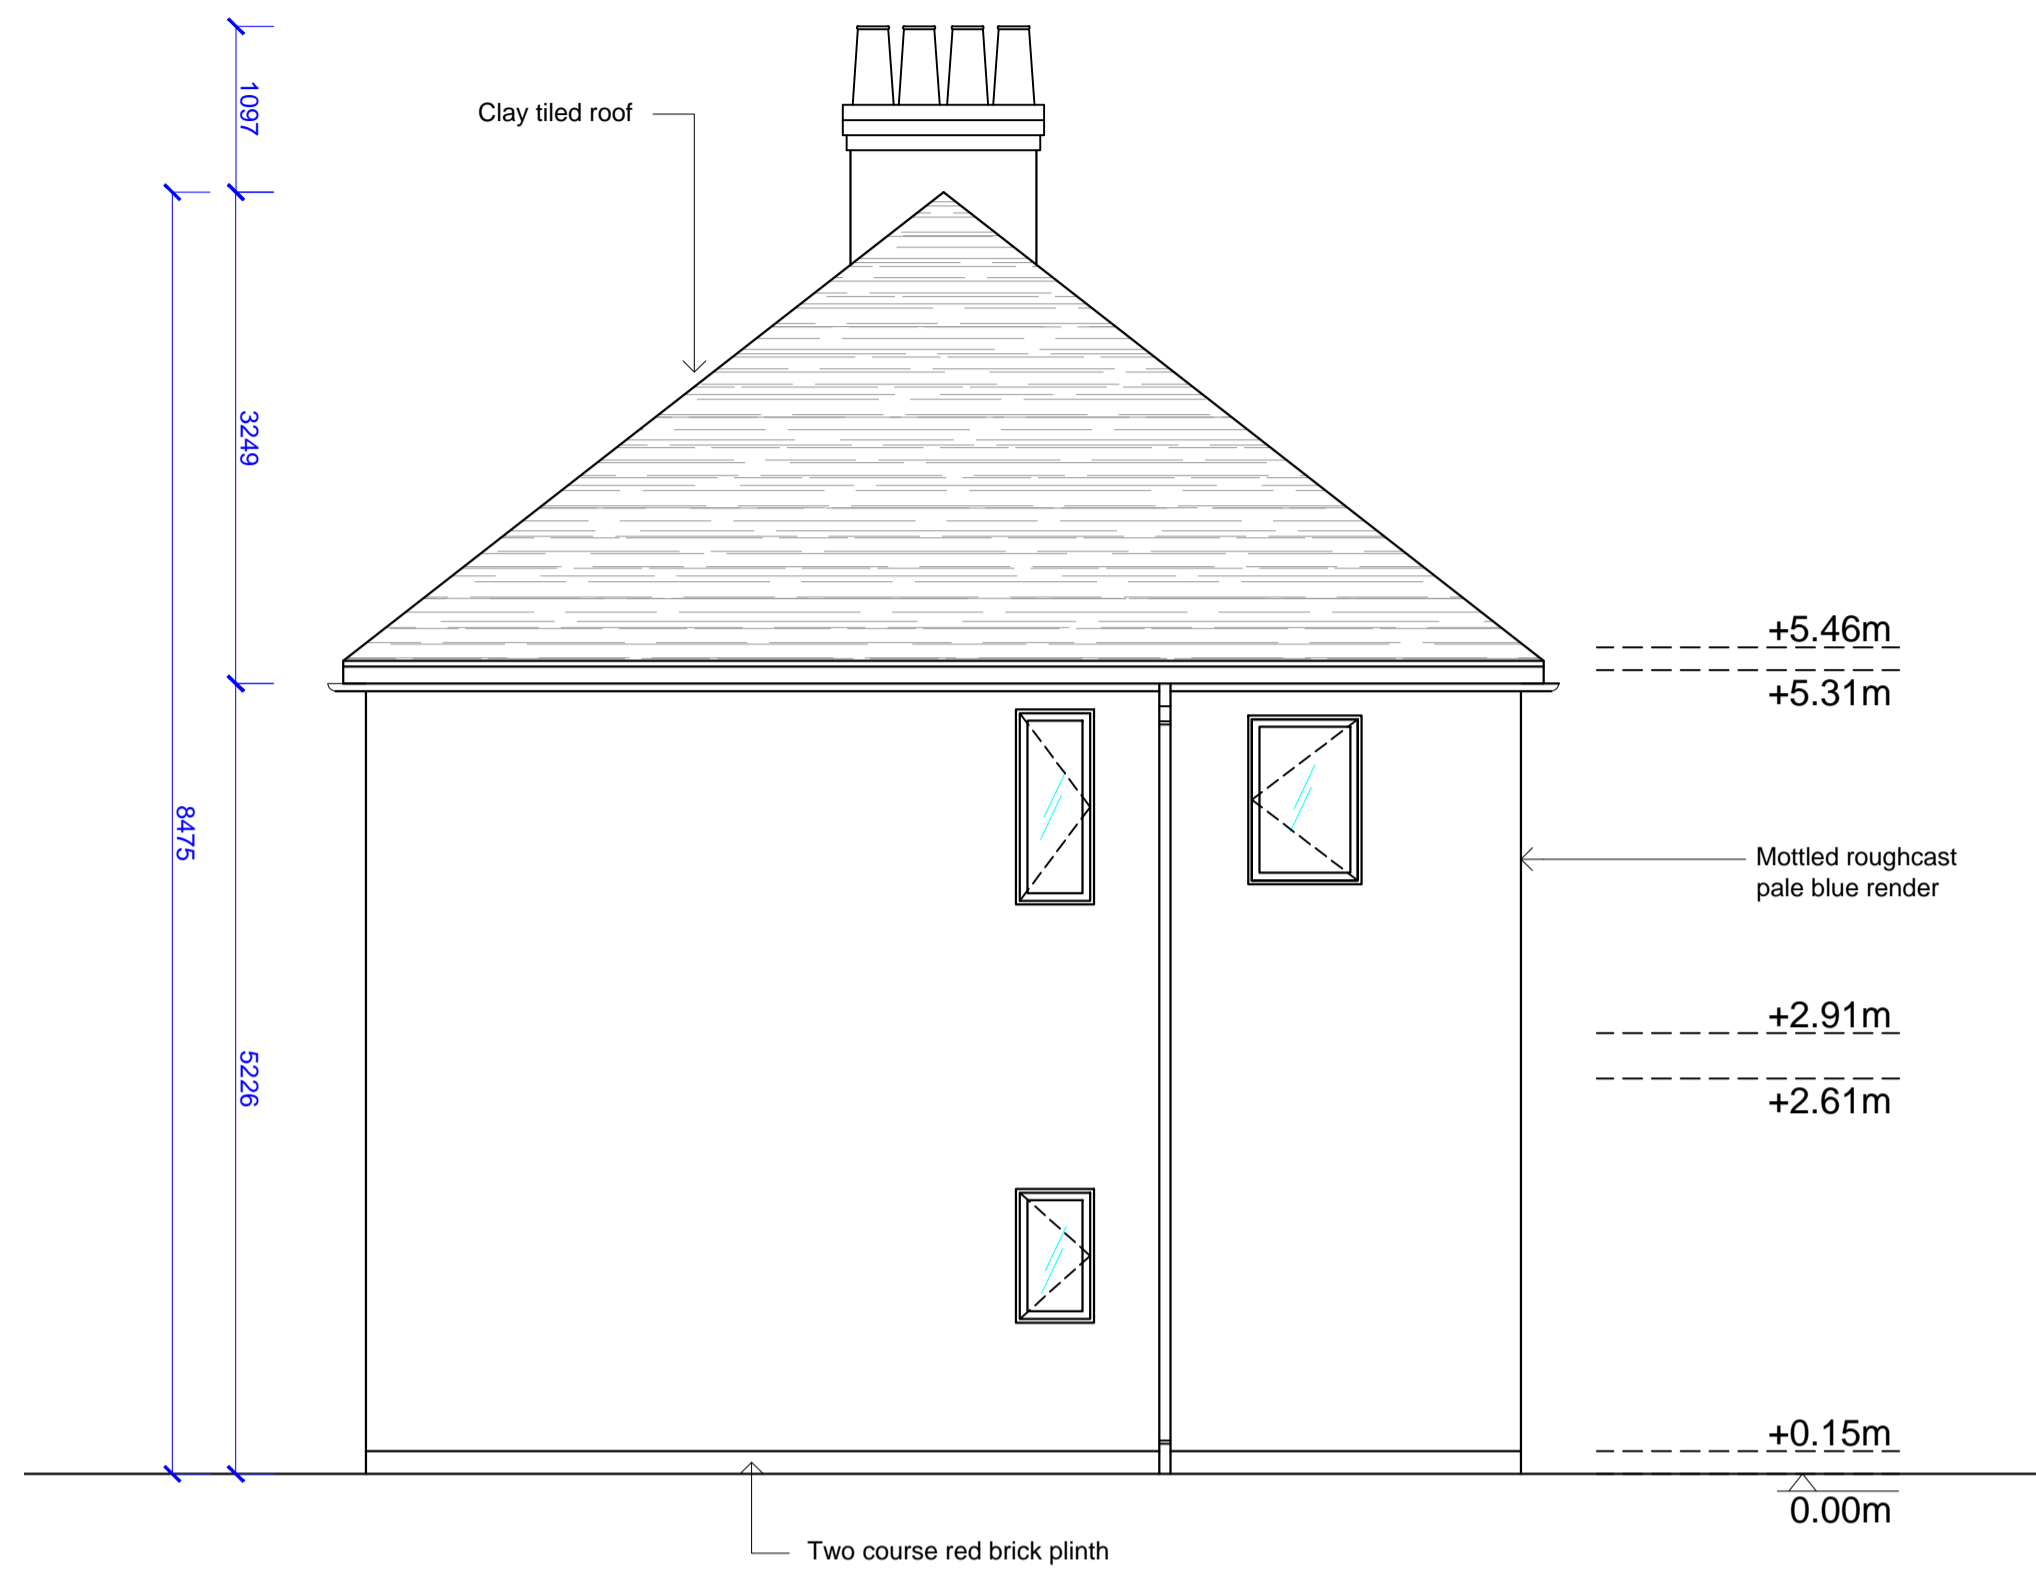 1097
Clay tiled roof
3249
+5.46m
+5.31m
8475
Mottled roughcast
pale blue render
+2.91m
5226
+2.61m
+0.15m
0.00m
Two course red brick plinth